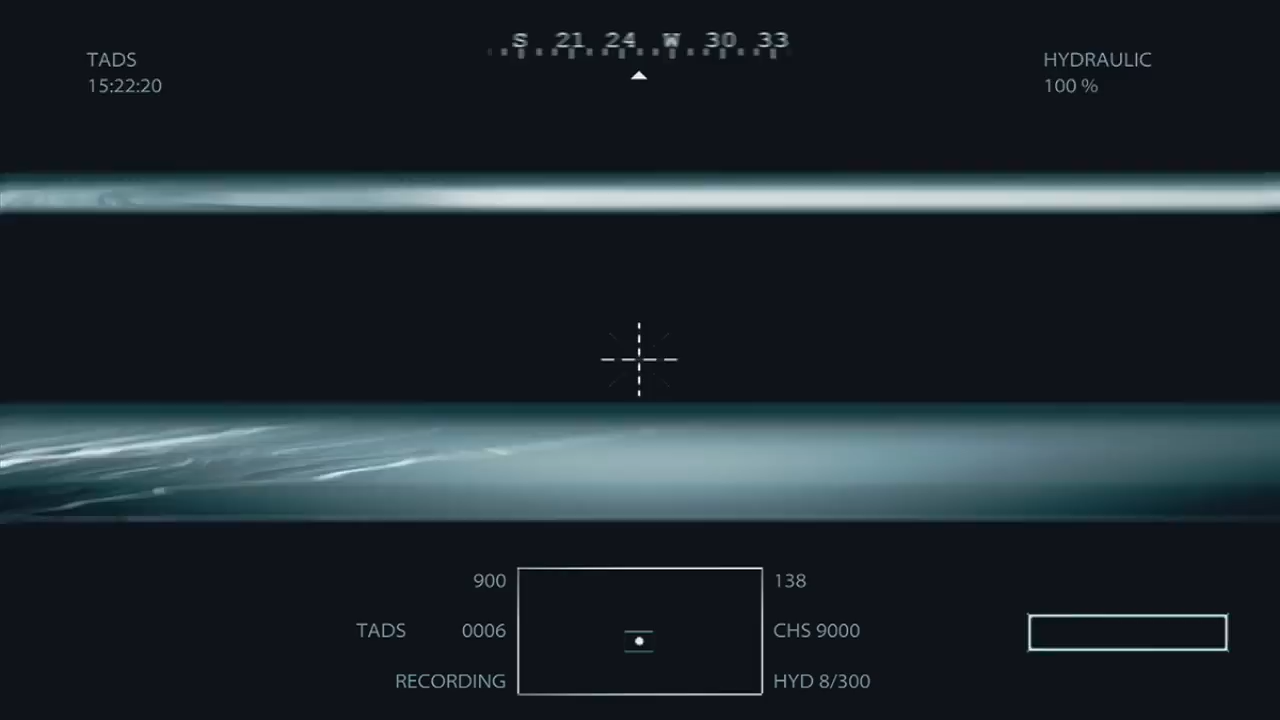 S 21 24 W 30 33
TADS
15:22:20
HYDRAULIC
100 %
900
138
TADS 0006
CHS 9000
RECORDING
HYD 8/300